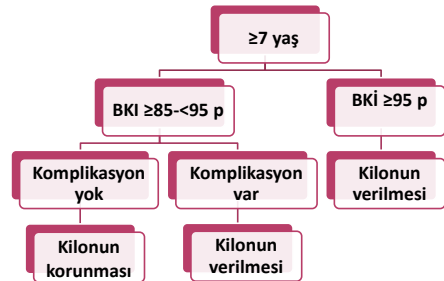 ≥7 yaş
BKI ≥85-<95 p
BKİ ≥95 p
Komplikasyon
yok
Komplikasyon
var
Kilonun verilmesi
Kilonun
korunması
Kilonun
verilmesi